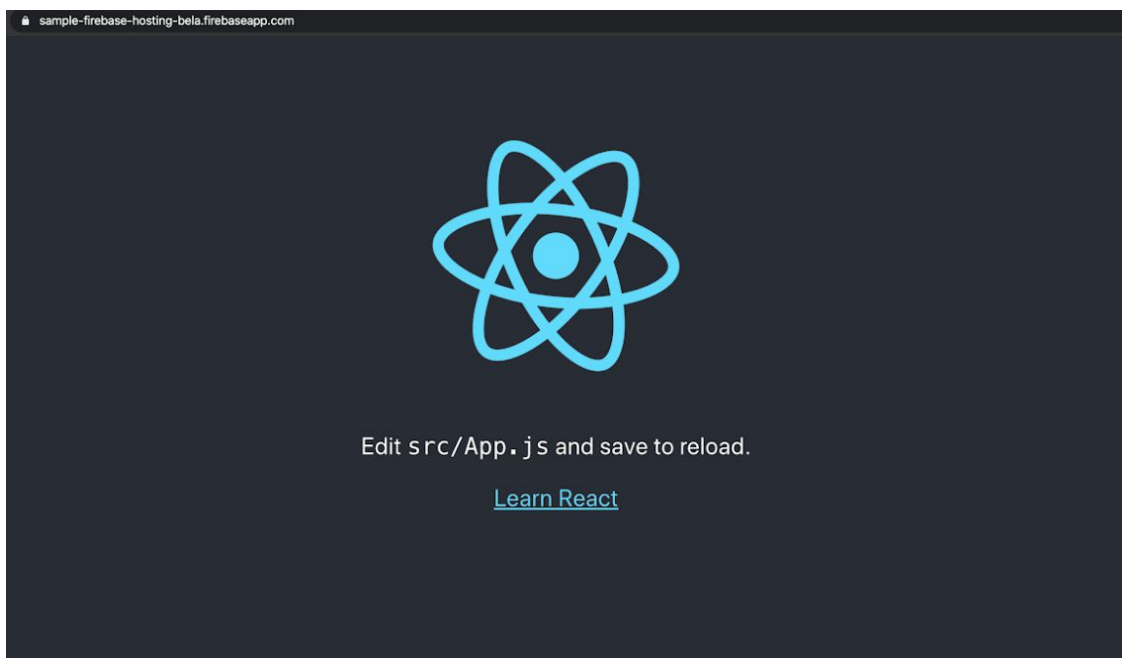 sample-firebase-hosting-bela.firebaseapp.com
Edit src/App.js and save to reload.
Learn React